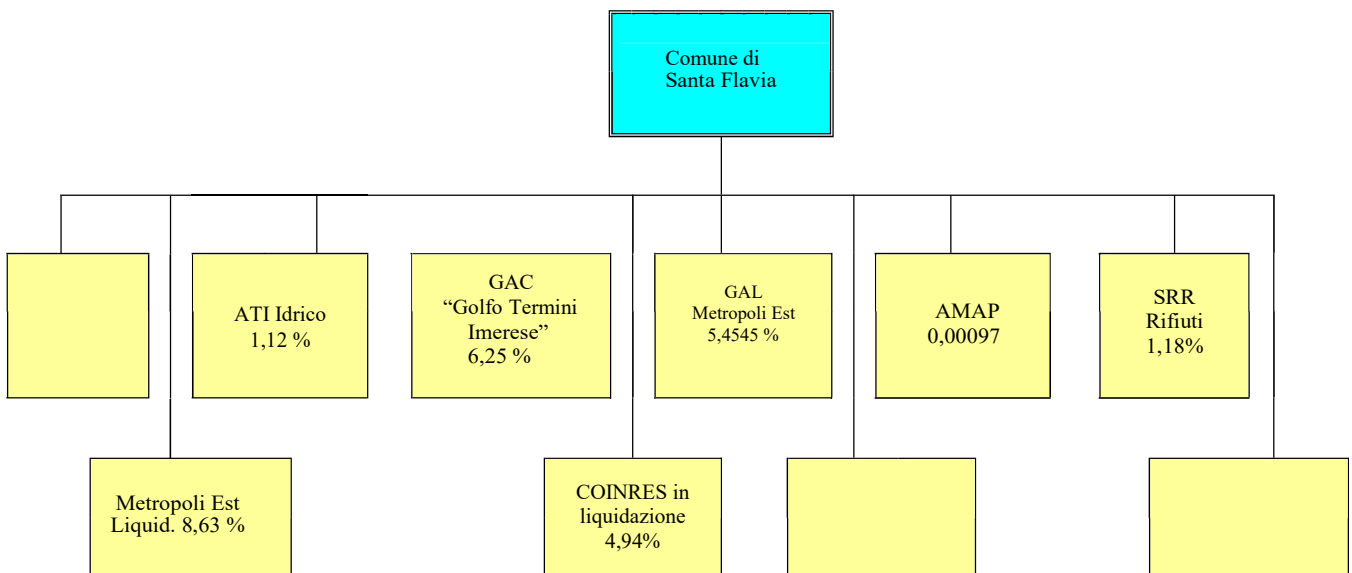 Comune di
Santa Flavia
ATI Idrico
1,12 %
GAC
“Golfo Termini
Imerese”
6,25 %
GAL
Metropoli Est
5,4545 %
AMAP
0,00097
SRR
Rifiuti
1,18%
Metropoli Est
Liquid. 8,63 %
COINRES in
liquidazione
4,94%